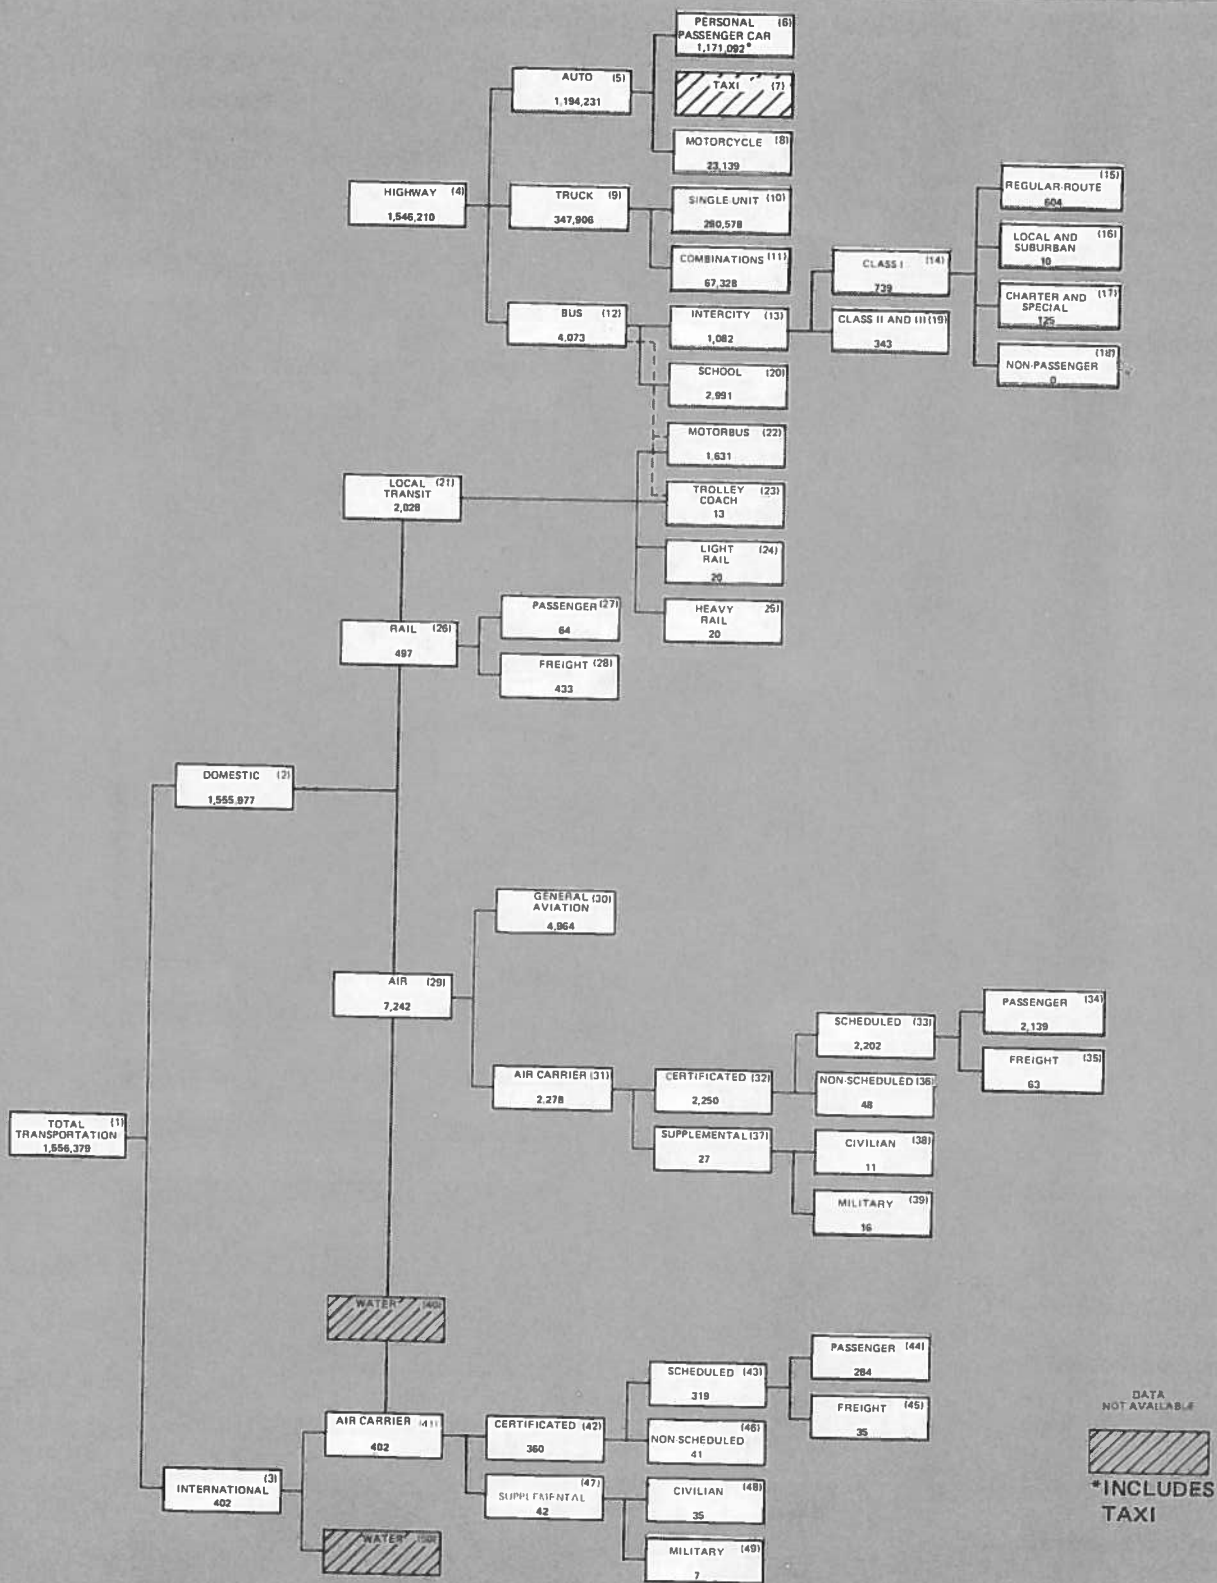 PERSONAL (6)
PASSENGER CAR
1,171,092*
AUTO (5)
1,194,231
TAXI (7)
MOTORCYCLE (8)
23,139
HIGHWAY (4)
1,546,210
TRUCK (9)
347,906
SINGLE-UNIT (10)
280,578
COMBINATIONS (11)
67,328
BUS (12)
4,073
INTERCITY (13)
1,082
CLASS I (14)
739
CLASS II AND III (19)
343
REGULAR-ROUTE (15)
604
LOCAL AND (16)
SUBURBAN
10
CHARTER AND (17)
SPECIAL
125
NON-PASSENGER (18)
0
SCHOOL (20)
2,991
MOTORBUS (22)
1,631
LOCAL (21)
TRANSIT
2,028
TROLLEY (23)
COACH
13
LIGHT (24)
RAIL
20
HEAVY 25)
RAIL
20
RAIL (26)
497
PASSENGER (27)
64
FREIGHT (28)
433
DOMESTIC (2)
1,555,977
GENERAL (30)
AVIATION
4,964
AIR (29)
7,242
AIR CARRIER (31)
2,278
CERTIFICATED (32)
2,250
SCHEDULED (33)
2,202
PASSENGER (34)
2,139
FREIGHT (35)
63
NON-SCHEDULED (36)
48
SUPPLEMENTAL (37)
27
CIVILIAN (38)
11
MILITARY (39)
16
TOTAL (1)
TRANSPORTATION
1,556,379
WATER (40)
AIR CARRIER (41)
402
CERTIFICATED (42)
360
SCHEDULED (43)
319
PASSENGER (44)
284
FREIGHT (45)
35
NON-SCHEDULED (46)
41
SUPPLEMENTAL (47)
42
CIVILIAN (48)
35
MILITARY (49)
7
INTERNATIONAL (3)
402
WATER (50)
DATA
NOT AVAILABLE
*INCLUDES
TAXI